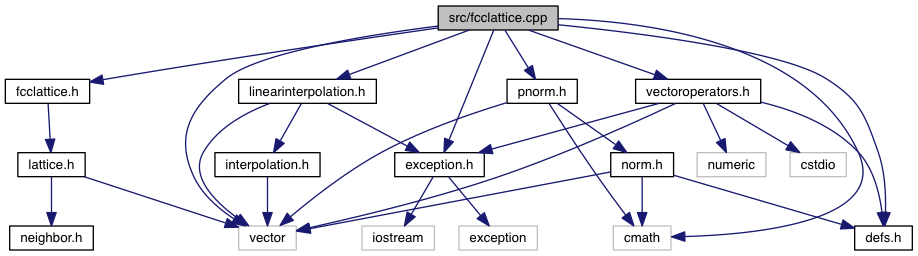 src/fcclattice.cpp
fcclattice.h
linearinterpolation.h
pnorm.h
vectoroperators.h
lattice.h
interpolation.h
exception.h
norm.h
numeric
cstdio
neighbor.h
vector
iostream
exception
cmath
defs.h